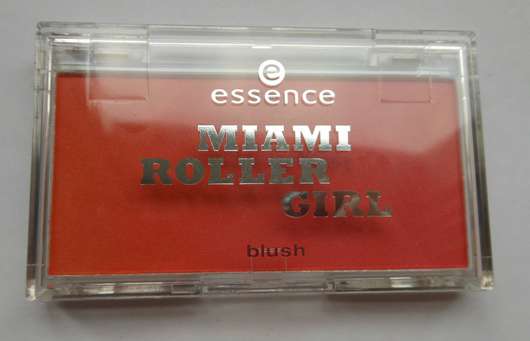 e
essence
MIAMI
ROLLER
GIRL
blush